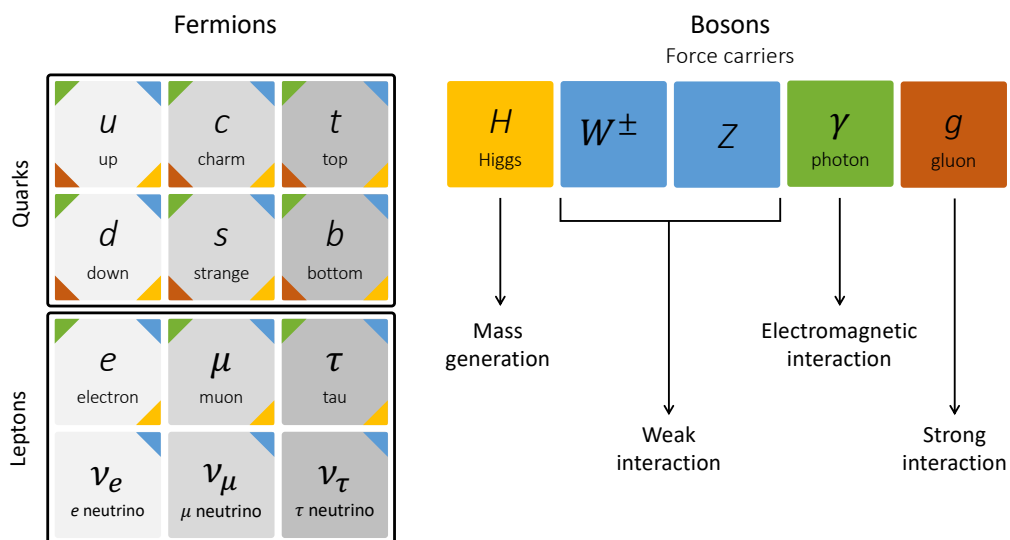 Fermions
Quarks
u c t
up charm top
d s b
down strange bottom
Leptons
e μ τ
electron muon tau
νe νμ ντ
e neutrino μ neutrino τ neutrino
Bosons
Force carriers
H W± Z γ g
Higgs photon gluon
Mass
generation
Electromagnetic
interaction
Weak
interaction
Strong
interaction